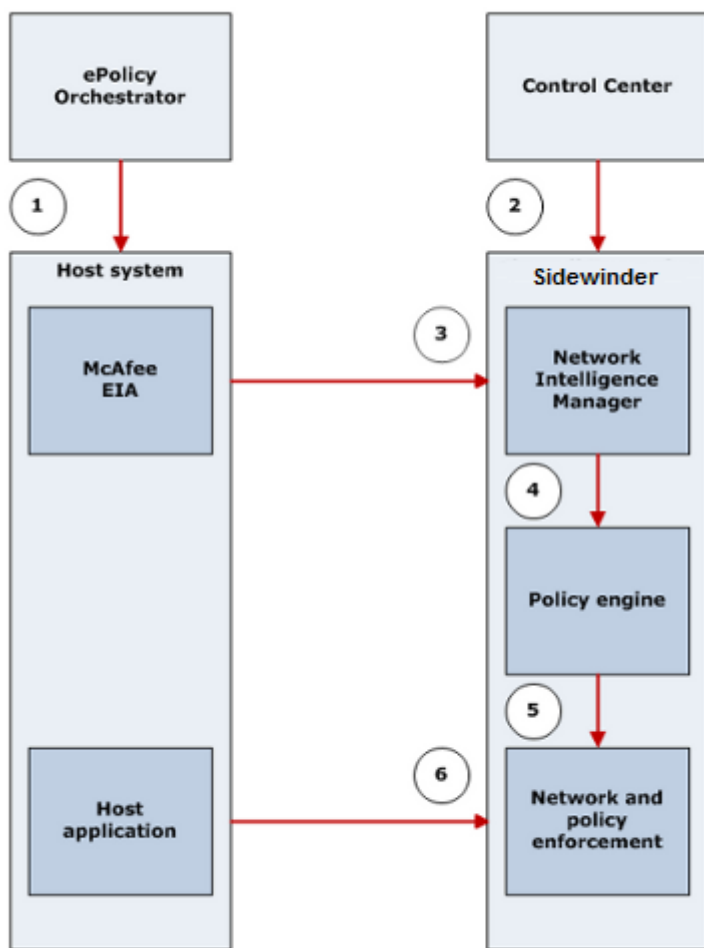 ePolicy
Orchestrator
Control Center
1
2
Host system
Sidewinder
McAfee
EIA
3
Network
Intelligence
Manager
4
Policy engine
5
Host
application
6
Network and
policy
enforcement